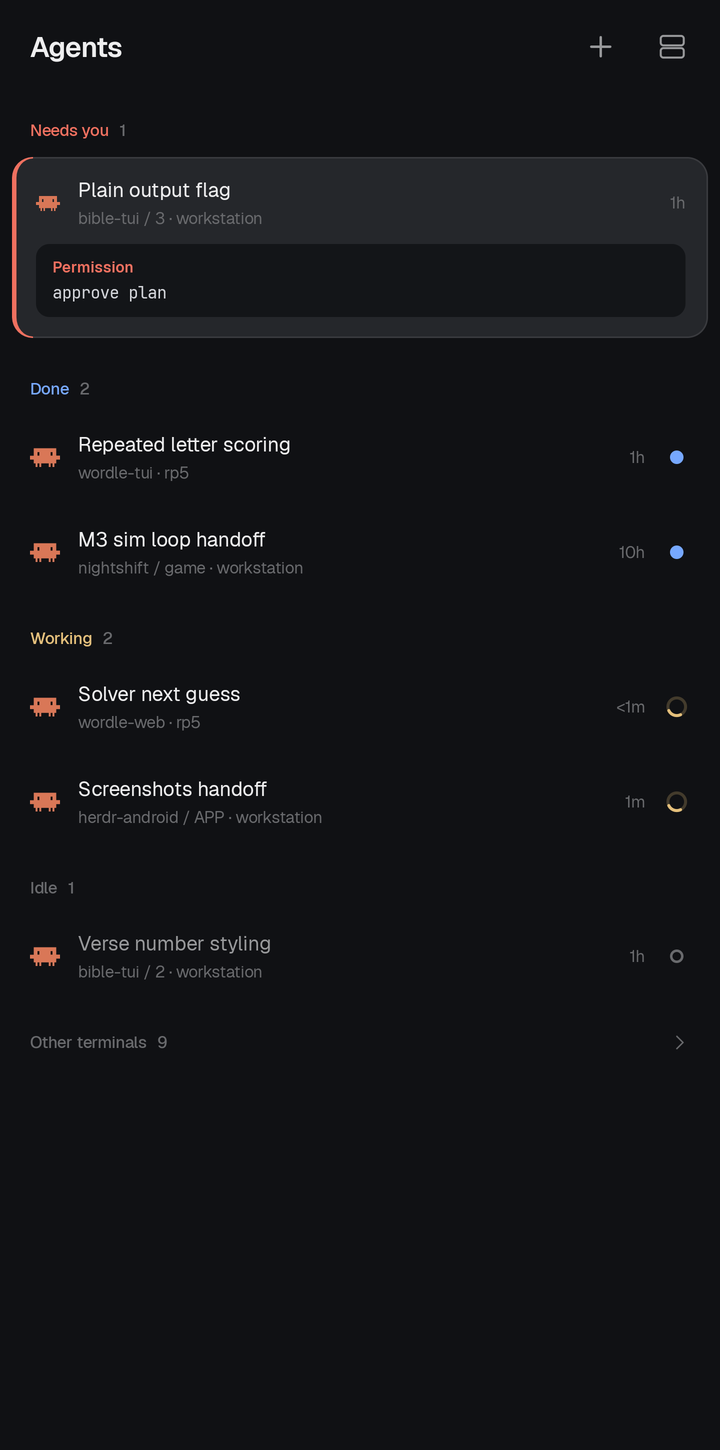 Agents
Needs you 1
Plain output flag
1h
bible-tui / 3 · workstation
Permission
approve plan
Done 2
Repeated letter scoring
1h
wordle-tui · rp5
M3 sim loop handoff
10h
nightshift / game · workstation
Working 2
Solver next guess
<1m
wordle-web · rp5
Screenshots handoff
1m
herdr-android / APP · workstation
Idle 1
Verse number styling
1h
bible-tui / 2 · workstation
Other terminals 9